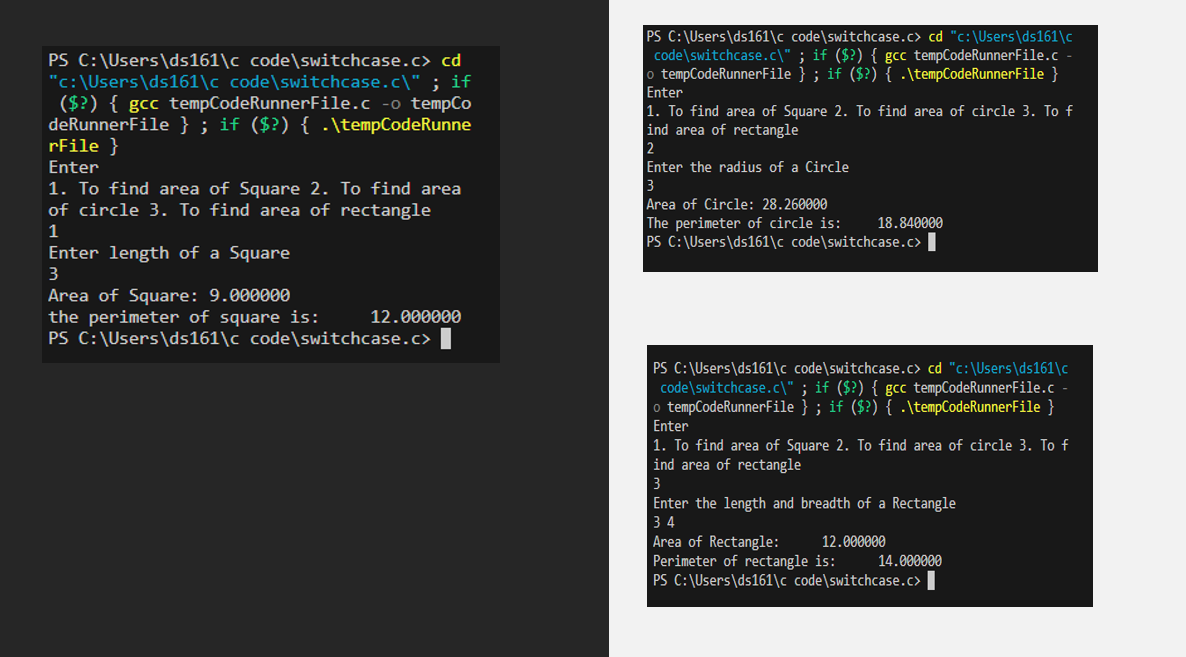 PS C:\Users\ds161\c code\switchcase.c> cd
"c:\Users\ds161\c code\switchcase.c\" ; if
($?) { gcc tempCodeRunnerFile.c -o tempCo
deRunnerFile } ; if ($?) { .\tempCodeRunne
rFile }
Enter
1. To find area of Square 2. To find area
of circle 3. To find area of rectangle
1
Enter length of a Square
3
Area of Square: 9.000000
the perimeter of square is:     12.000000
PS C:\Users\ds161\c code\switchcase.c>
PS C:\Users\ds161\c code\switchcase.c> cd "c:\Users\ds161\c
code\switchcase.c\" ; if ($?) { gcc tempCodeRunnerFile.c -
o tempCodeRunnerFile } ; if ($?) { .\tempCodeRunnerFile }
Enter
1. To find area of Square 2. To find area of circle 3. To f
ind area of rectangle
2
Enter the radius of a Circle
3
Area of Circle: 28.260000
The perimeter of circle is:     18.840000
PS C:\Users\ds161\c code\switchcase.c>
PS C:\Users\ds161\c code\switchcase.c> cd "c:\Users\ds161\c
code\switchcase.c\" ; if ($?) { gcc tempCodeRunnerFile.c -
o tempCodeRunnerFile } ; if ($?) { .\tempCodeRunnerFile }
Enter
1. To find area of Square 2. To find area of circle 3. To f
ind area of rectangle
3
Enter the length and breadth of a Rectangle
3 4
Area of Rectangle:      12.000000
Perimeter of rectangle is:      14.000000
PS C:\Users\ds161\c code\switchcase.c>